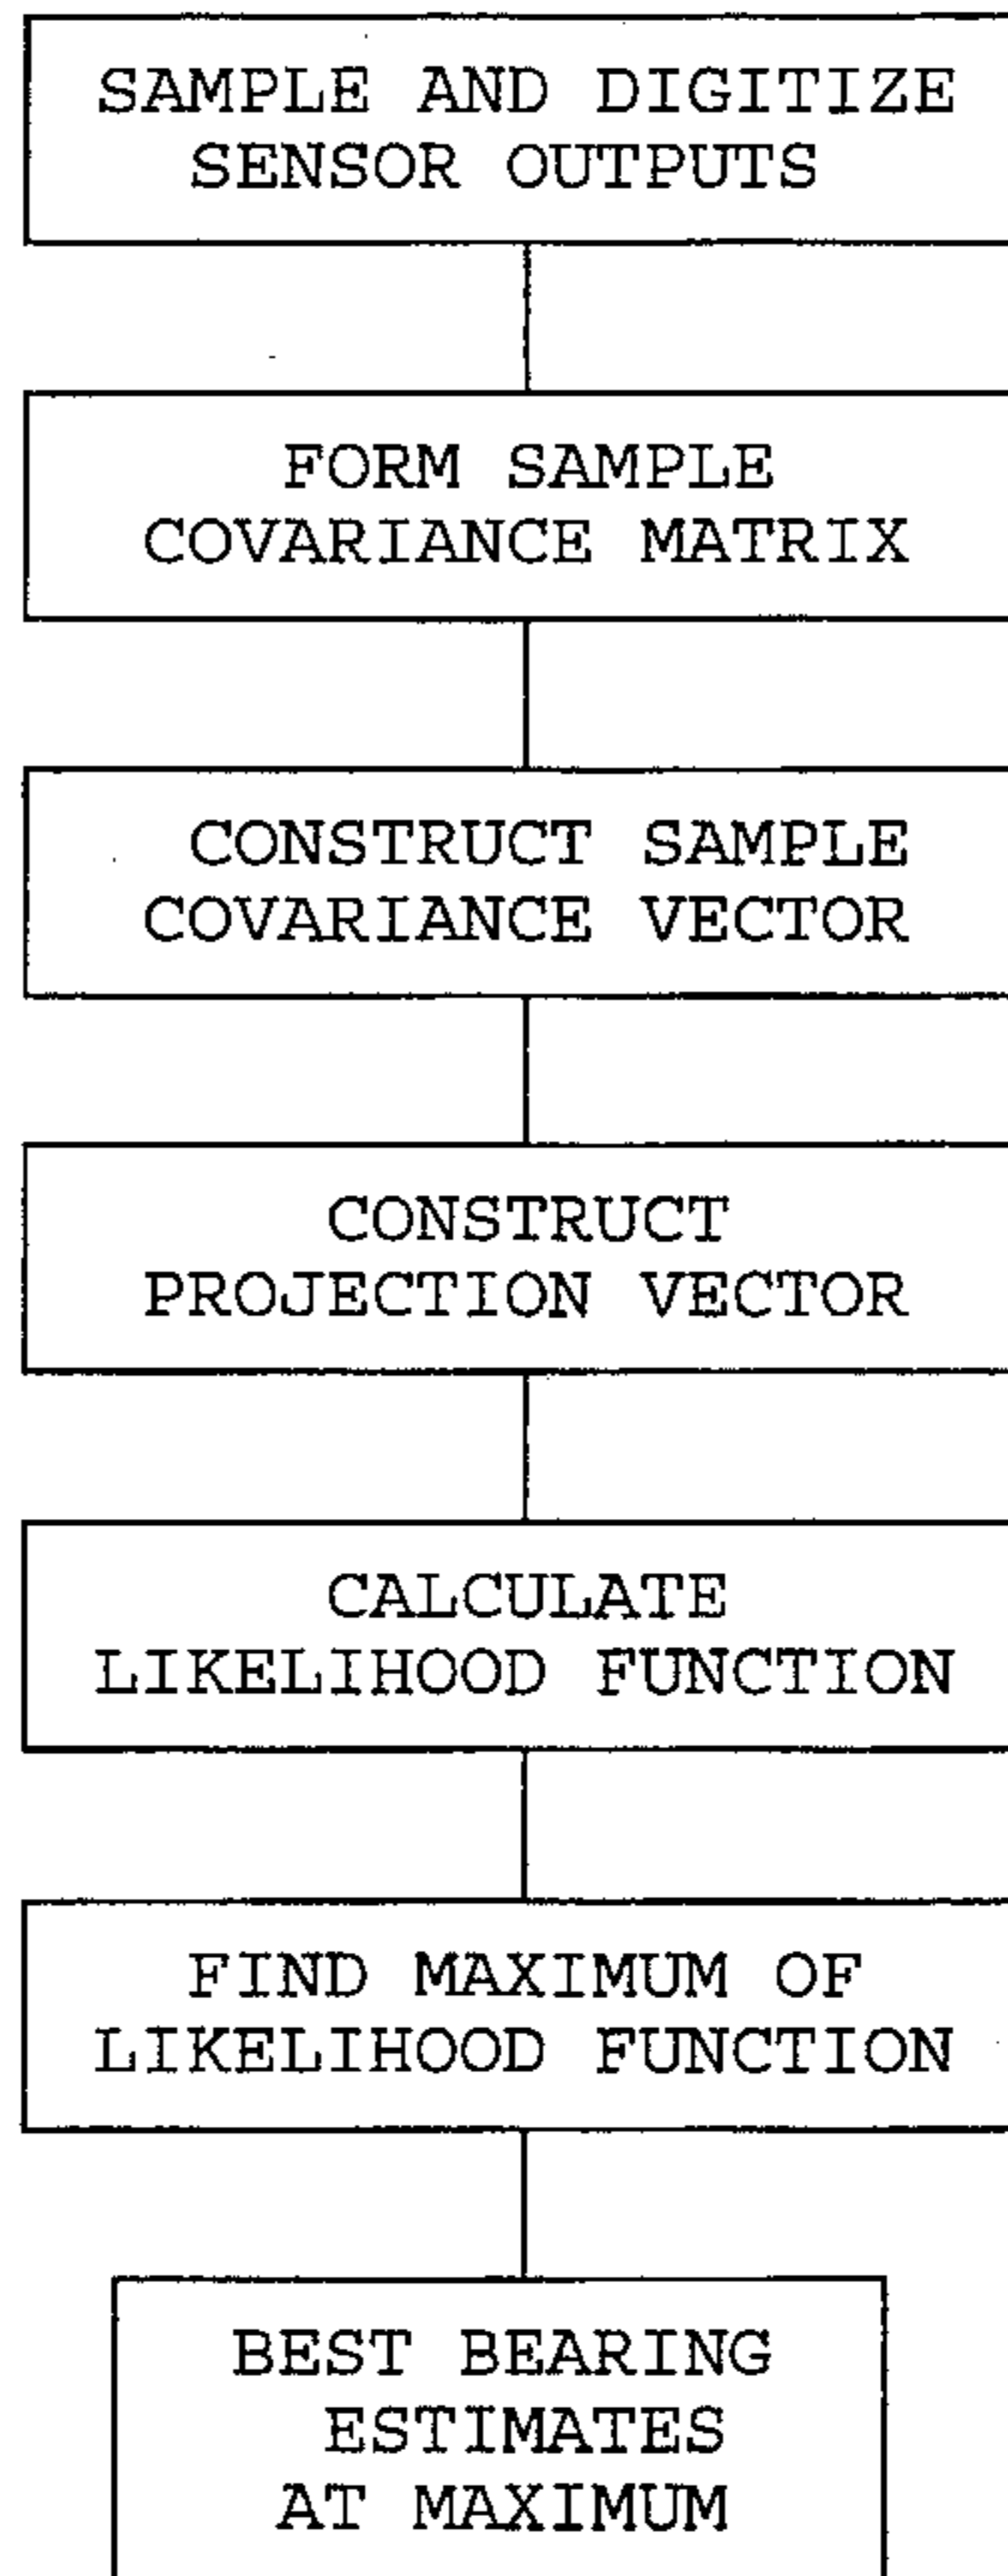 SAMPLE AND DIGITIZE
SENSOR OUTPUTS
FORM SAMPLE
COVARIANCE MATRIX
CONSTRUCT SAMPLE
COVARIANCE VECTOR
CONSTRUCT
PROJECTION VECTOR
CALCULATE
LIKELIHOOD FUNCTION
FIND MAXIMUM OF
LIKELIHOOD FUNCTION
BEST BEARING
ESTIMATES
AT MAXIMUM